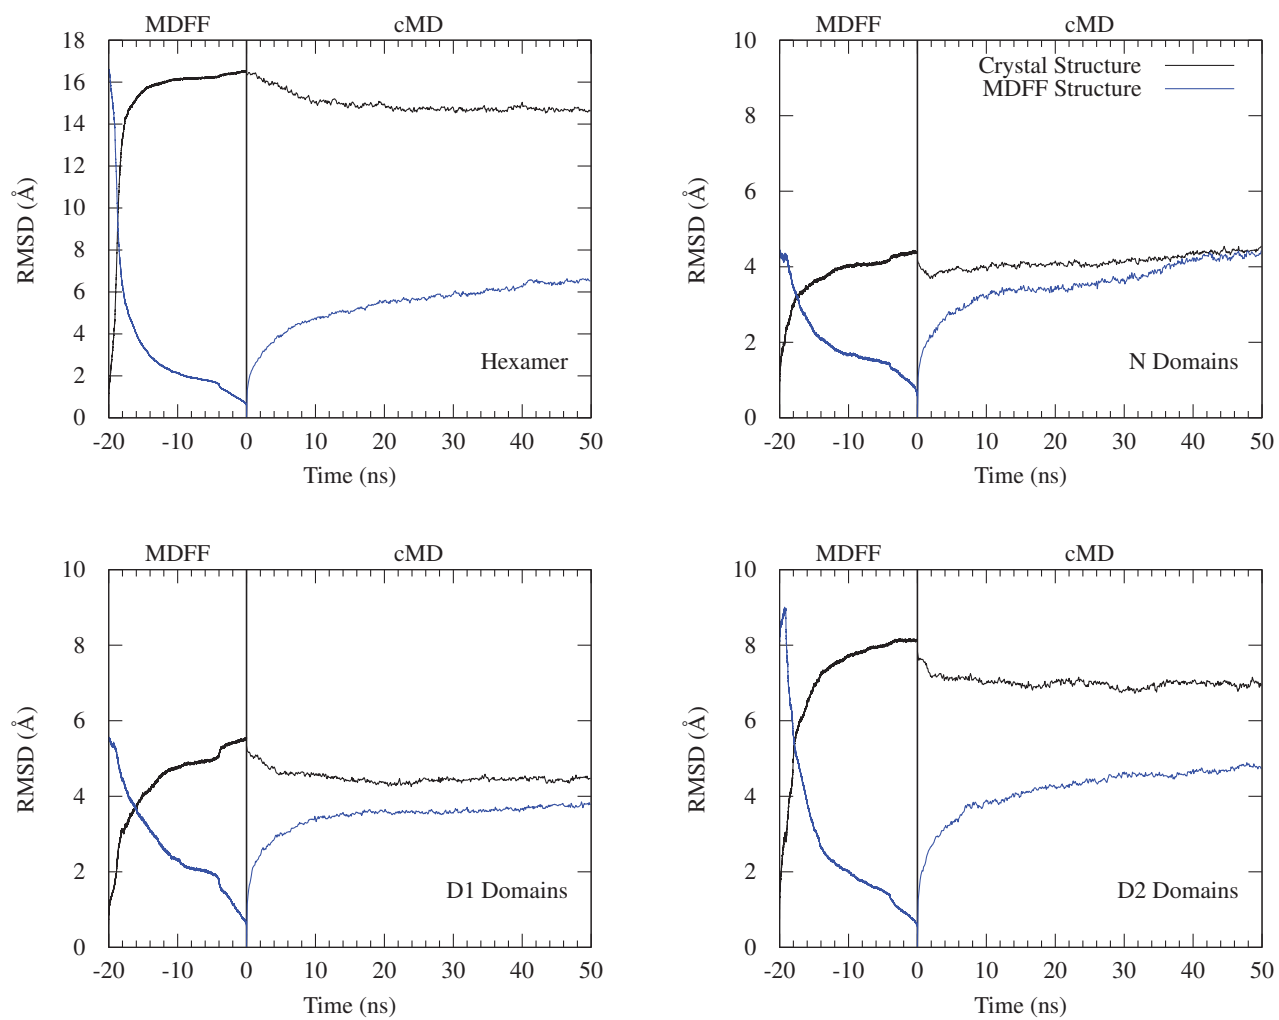 MDFF cMD
18
16
14
12
10
8
6
4
2
0
RMSD (Å)
Hexamer
-20 -10 0 10 20 30 40 50
Time (ns)
MDFF cMD
10
8
6
4
2
0
RMSD (Å)
Crystal Structure
MDFF Structure
N Domains
-20 -10 0 10 20 30 40 50
Time (ns)
MDFF cMD
10
8
6
4
2
0
RMSD (Å)
D1 Domains
-20 -10 0 10 20 30 40 50
Time (ns)
MDFF cMD
10
8
6
4
2
0
RMSD (Å)
D2 Domains
-20 -10 0 10 20 30 40 50
Time (ns)